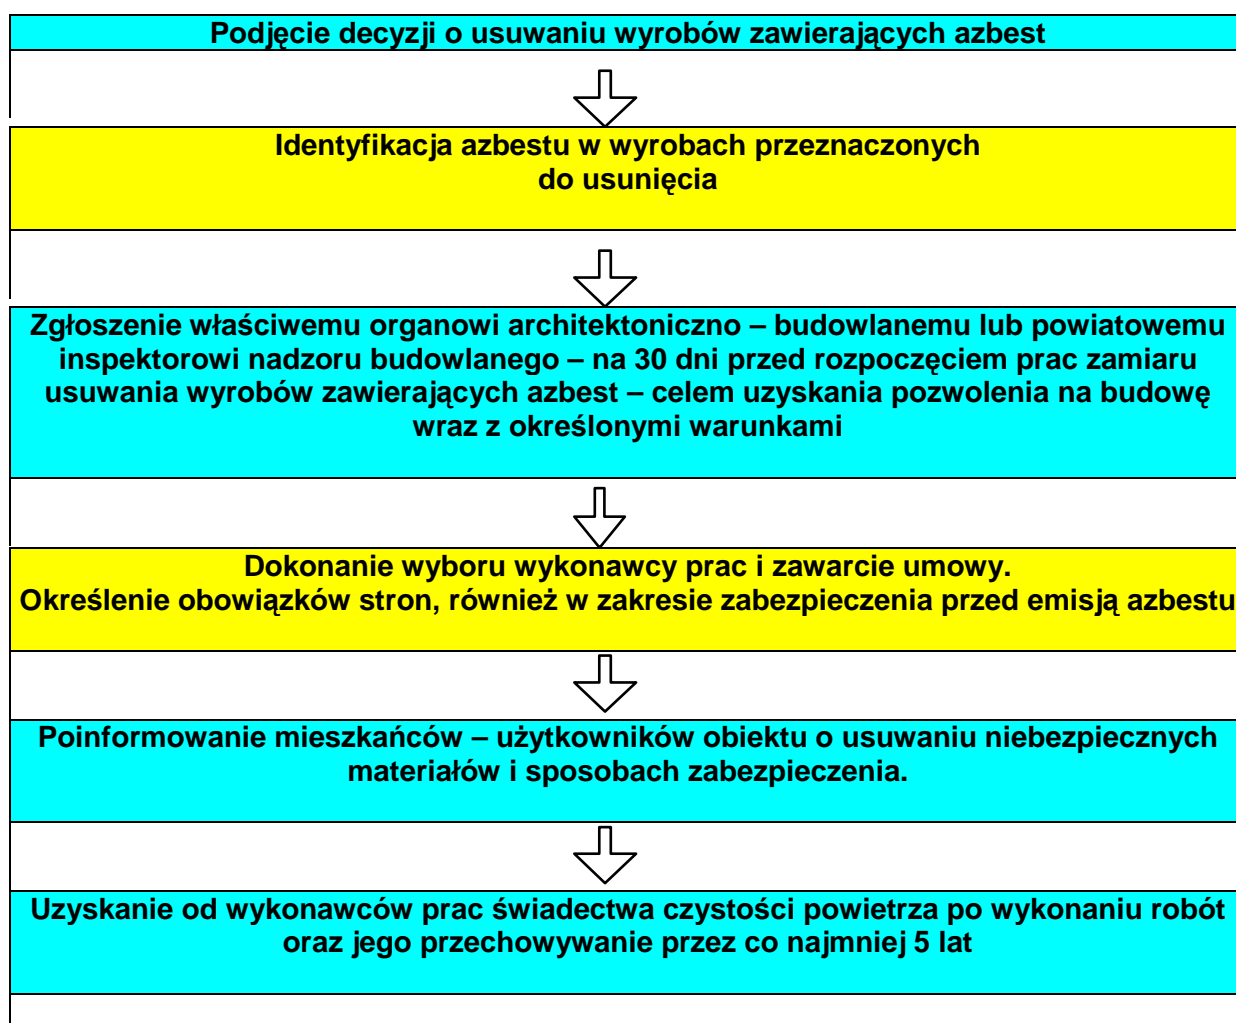 Podjęcie decyzji o usuwaniu wyrobów zawierających azbest
Identyfikacja azbestu w wyrobach przeznaczonych
do usunięcia
Zgłoszenie właściwemu organowi architektoniczno – budowlanemu lub powiatowemu
inspektorowi nadzoru budowlanego – na 30 dni przed rozpoczęciem prac zamiaru
usuwania wyrobów zawierających azbest – celem uzyskania pozwolenia na budowę
wraz z określonymi warunkami
Dokonanie wyboru wykonawcy prac i zawarcie umowy.
Określenie obowiązków stron, również w zakresie zabezpieczenia przed emisją azbestu
Poinformowanie mieszkańców – użytkowników obiektu o usuwaniu niebezpiecznych
materiałów i sposobach zabezpieczenia.
Uzyskanie od wykonawców prac świadectwa czystości powietrza po wykonaniu robót
oraz jego przechowywanie przez co najmniej 5 lat